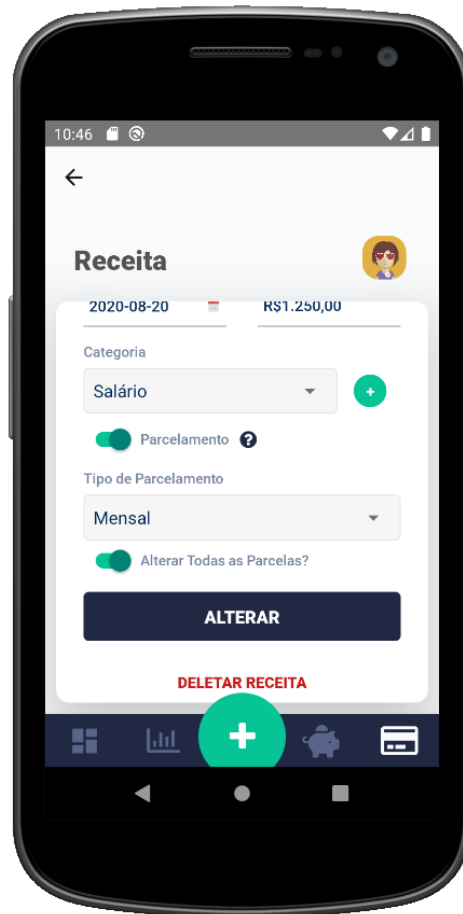 10:46
Receita
2020-08-20 R$1.250,00
Categoria
Salário
+
Parcelamento ?
Tipo de Parcelamento
Mensal
Alterar Todas as Parcelas?
ALTERAR
DELETAR RECEITA
+